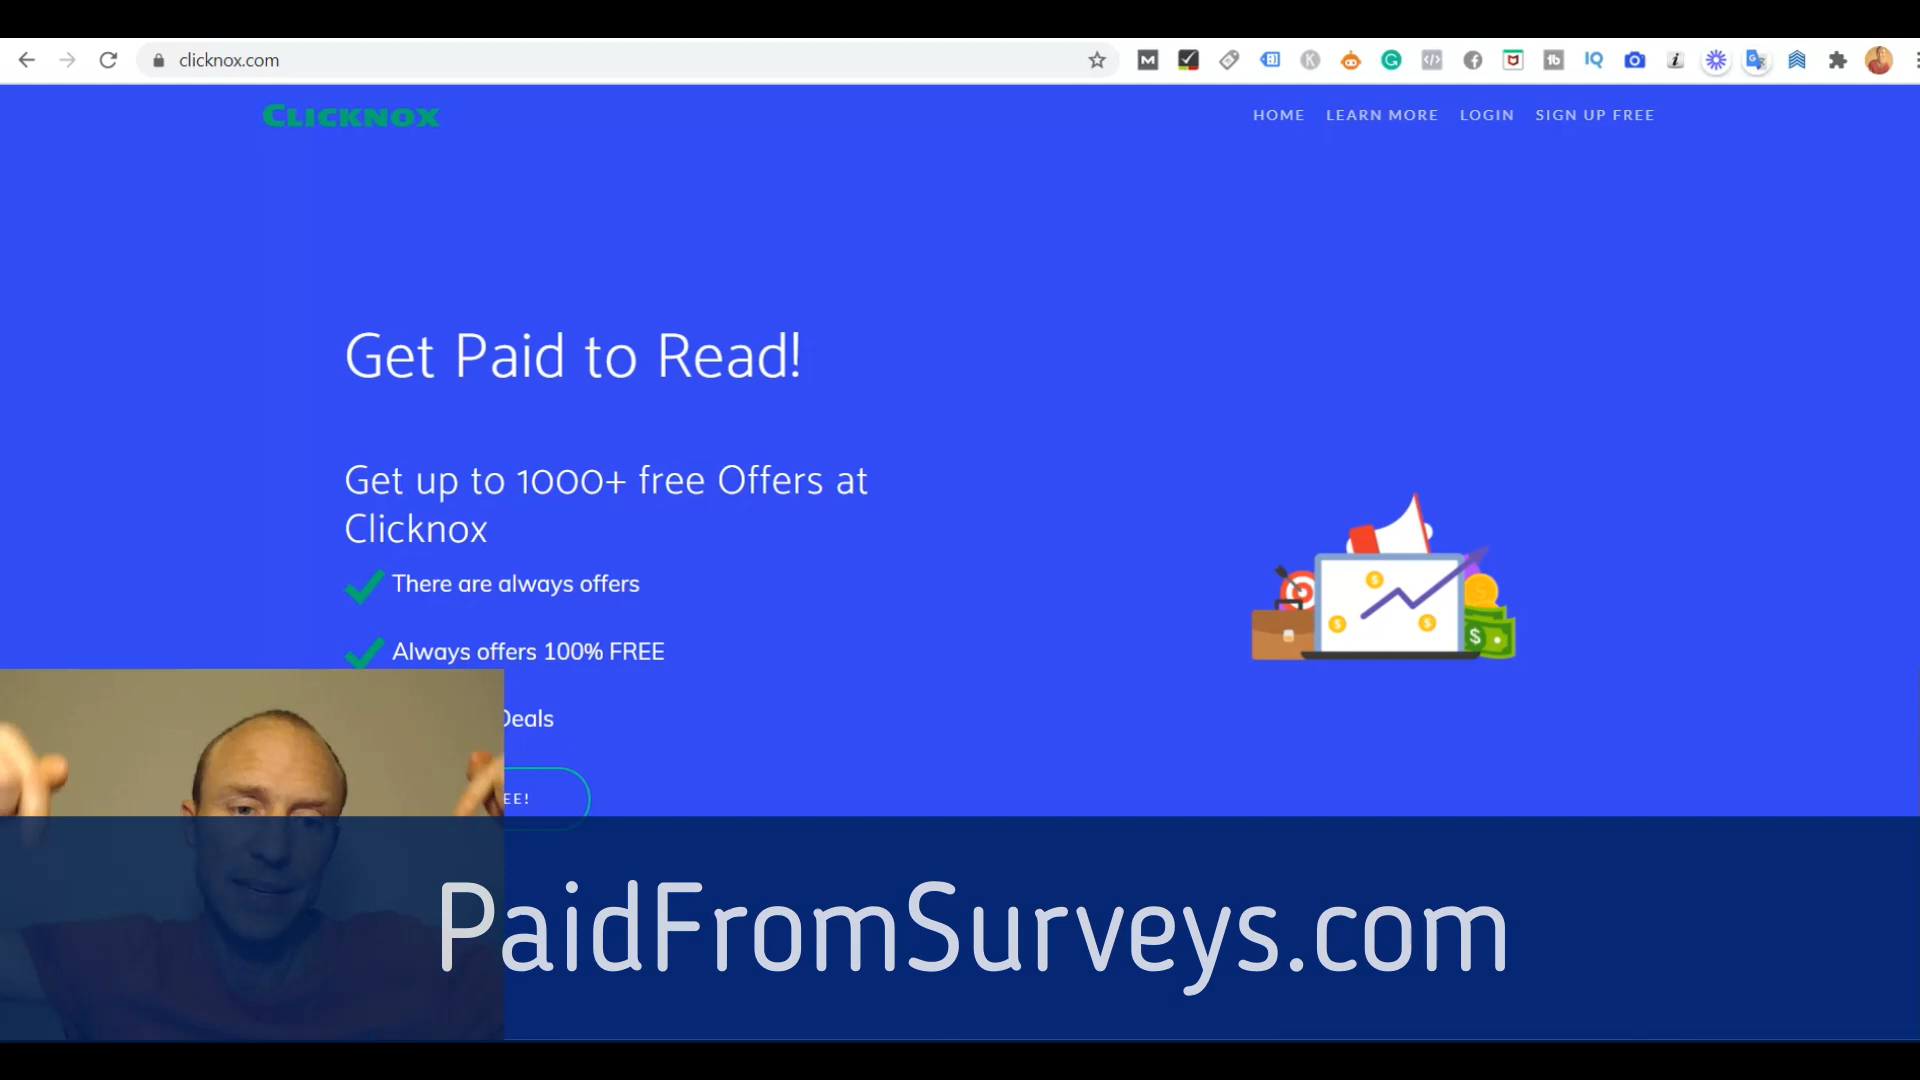 clicknox.com
CLICKNOX
HOME LEARN MORE LOGIN SIGN UP FREE
Get Paid to Read!
Get up to 1000+ free Offers at
Clicknox
There are always offers
Always offers 100% FREE
Deals
EE!
PaidFromSurveys.com